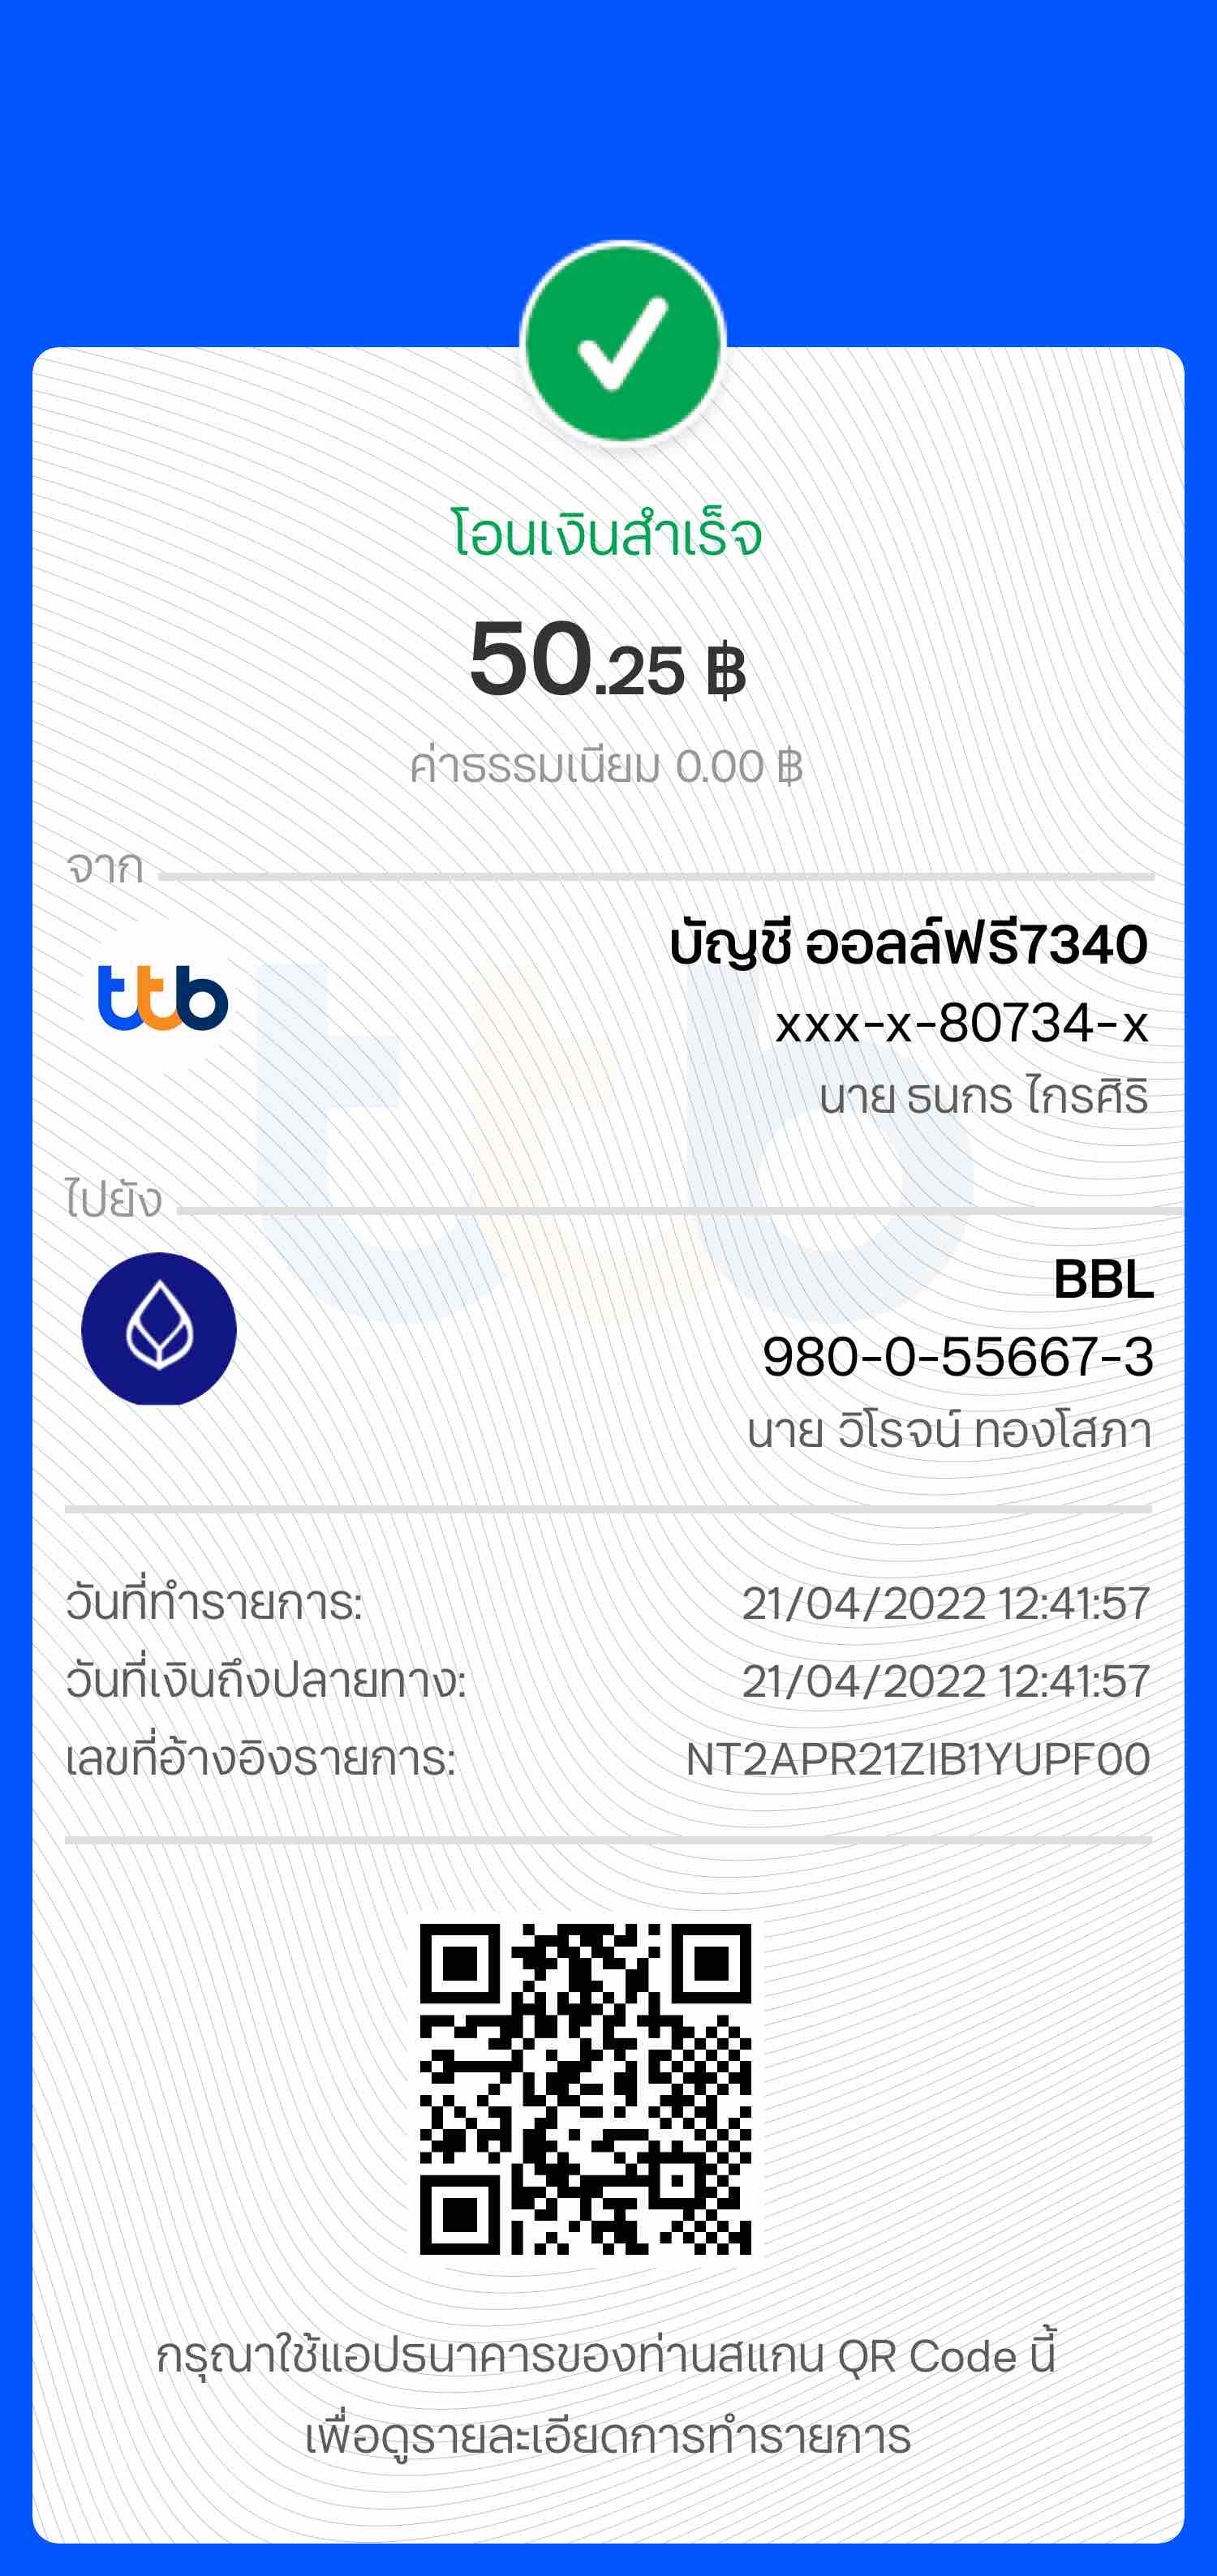 โอนเงินสำเร็จ
50.25 ฿
ค่าธรรมเนียม 0.00 ฿
จาก
ttb
บัญชี ออลล์ฟรี7340
xxx-x-80734-x
นาย ธนกร ไกรศิริ
ไปยัง
BBL
980-0-55667-3
นาย วิโรจน์ ทองโสภา
วันที่ทำรายการ: 21/04/2022 12:41:57
วันที่เงินถึงปลายทาง: 21/04/2022 12:41:57
เลขที่อ้างอิงรายการ: NT2APR21ZIB1YUPF00
กรุณาใช้แอปธนาคารของท่านสแกน QR Code นี้
เพื่อดูรายละเอียดการทำรายการ